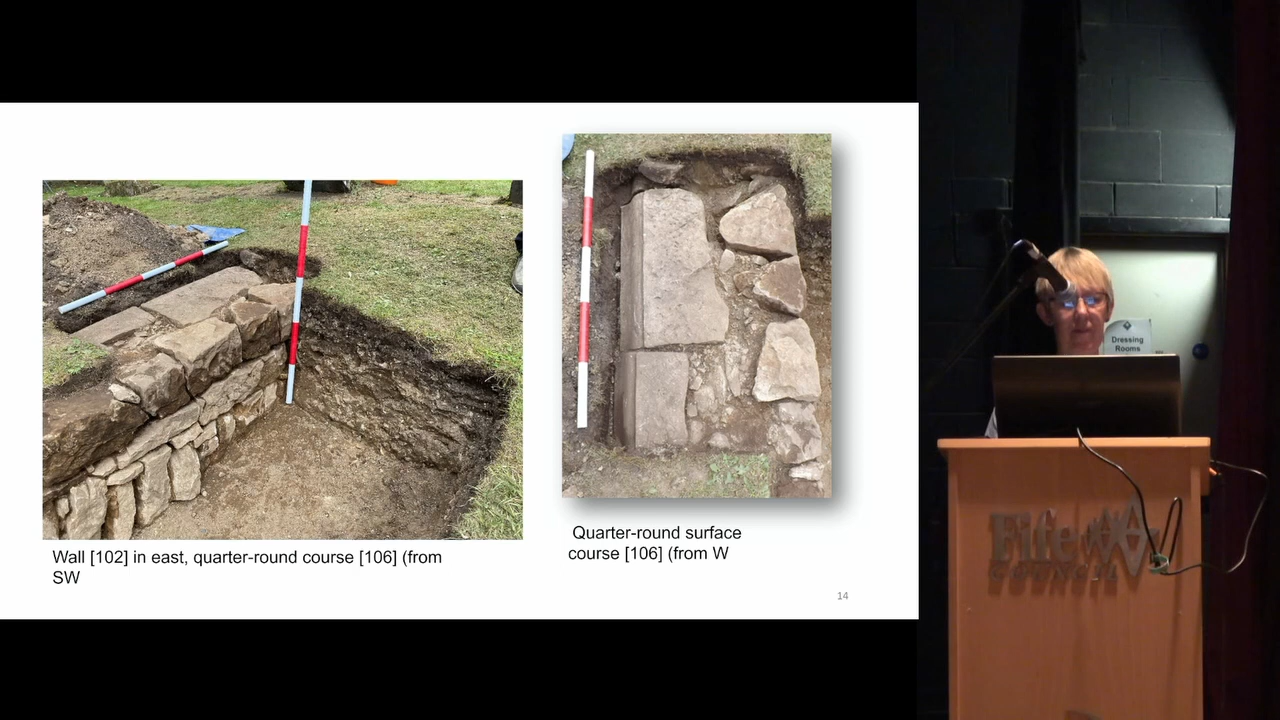 Wall [102] in east, quarter-round course [106] (from
SW
Quarter-round surface
course [106] (from W
14
Dressing
Rooms
Fife
COUNCIL